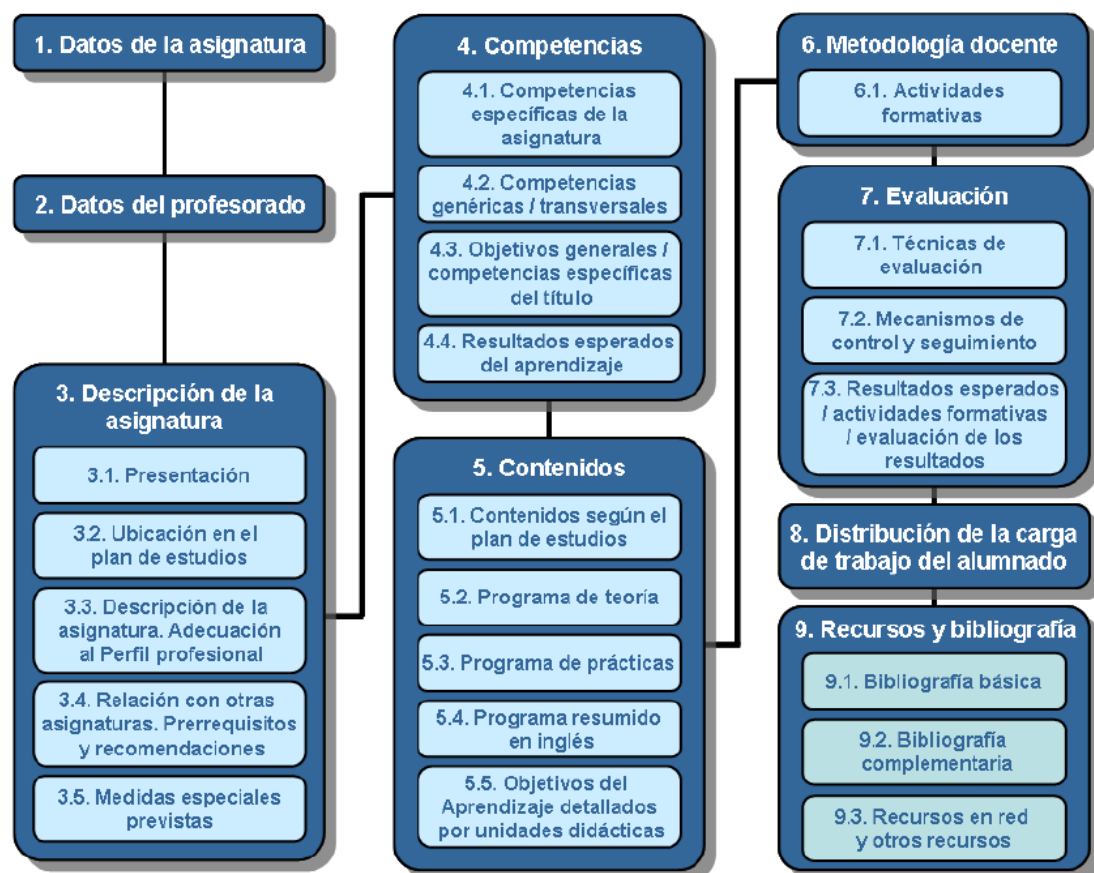 1. Datos de la asignatura
2. Datos del profesorado
3. Descripción de la
asignatura
3.1. Presentación
3.2. Ubicación en el
plan de estudios
3.3. Descripción de la
asignatura. Adecuación
al Perfil profesional
3.4. Relación con otras
asignaturas. Prerrequisitos
y recomendaciones
3.5. Medidas especiales
previstas
4. Competencias
4.1. Competencias
específicas de la
asignatura
4.2. Competencias
genéricas / transversales
4.3. Objetivos generales /
competencias específicas
del título
4.4. Resultados esperados
del aprendizaje
5. Contenidos
5.1. Contenidos según el
plan de estudios
5.2. Programa de teoría
5.3. Programa de prácticas
5.4. Programa resumido
en inglés
5.5. Objetivos del
Aprendizaje detallados
por unidades didácticas
6. Metodología docente
6.1. Actividades
formativas
7. Evaluación
7.1. Técnicas de
evaluación
7.2. Mecanismos de
control y seguimiento
7.3. Resultados esperados
/ actividades formativas
/ evaluación de los
resultados
8. Distribución de la carga
de trabajo del alumnado
9. Recursos y bibliografía
9.1. Bibliografía básica
9.2. Bibliografía
complementaria
9.3. Recursos en red
y otros recursos